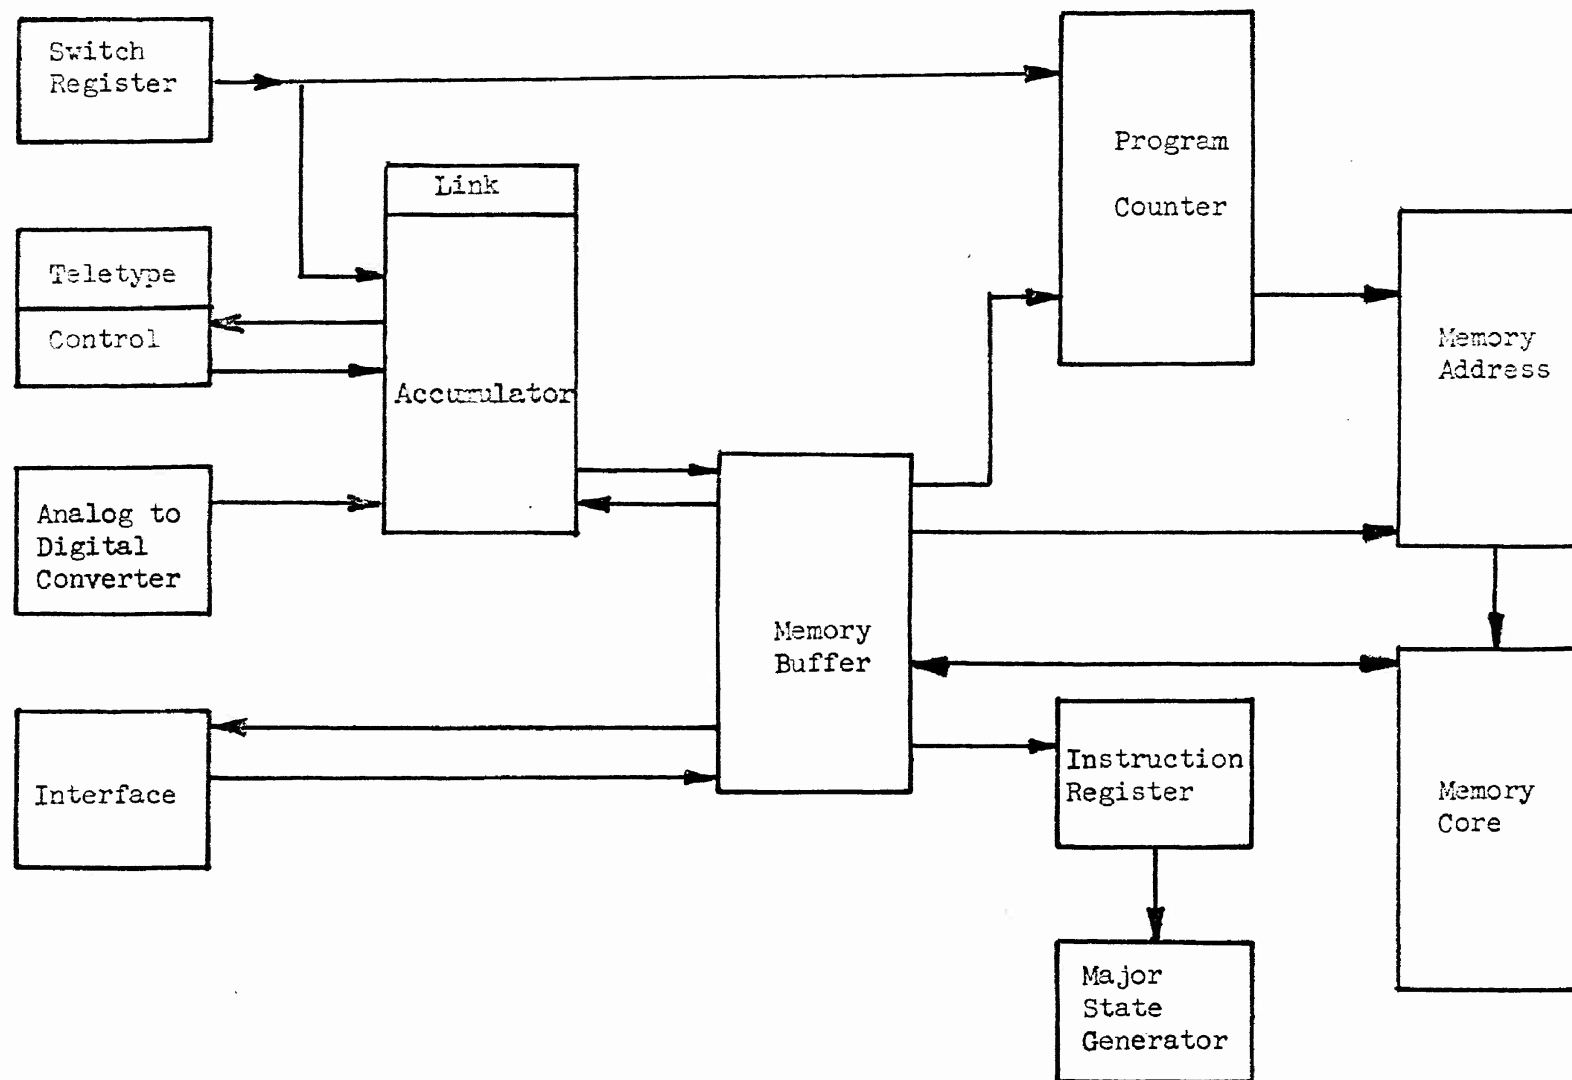 Switch
Register
Link
Program
Counter
Teletype
Control
Accumulator
Memory
Address
Analog to
Digital
Converter
Memory
Buffer
Interface
Instruction
Register
Memory
Core
Major
State
Generator